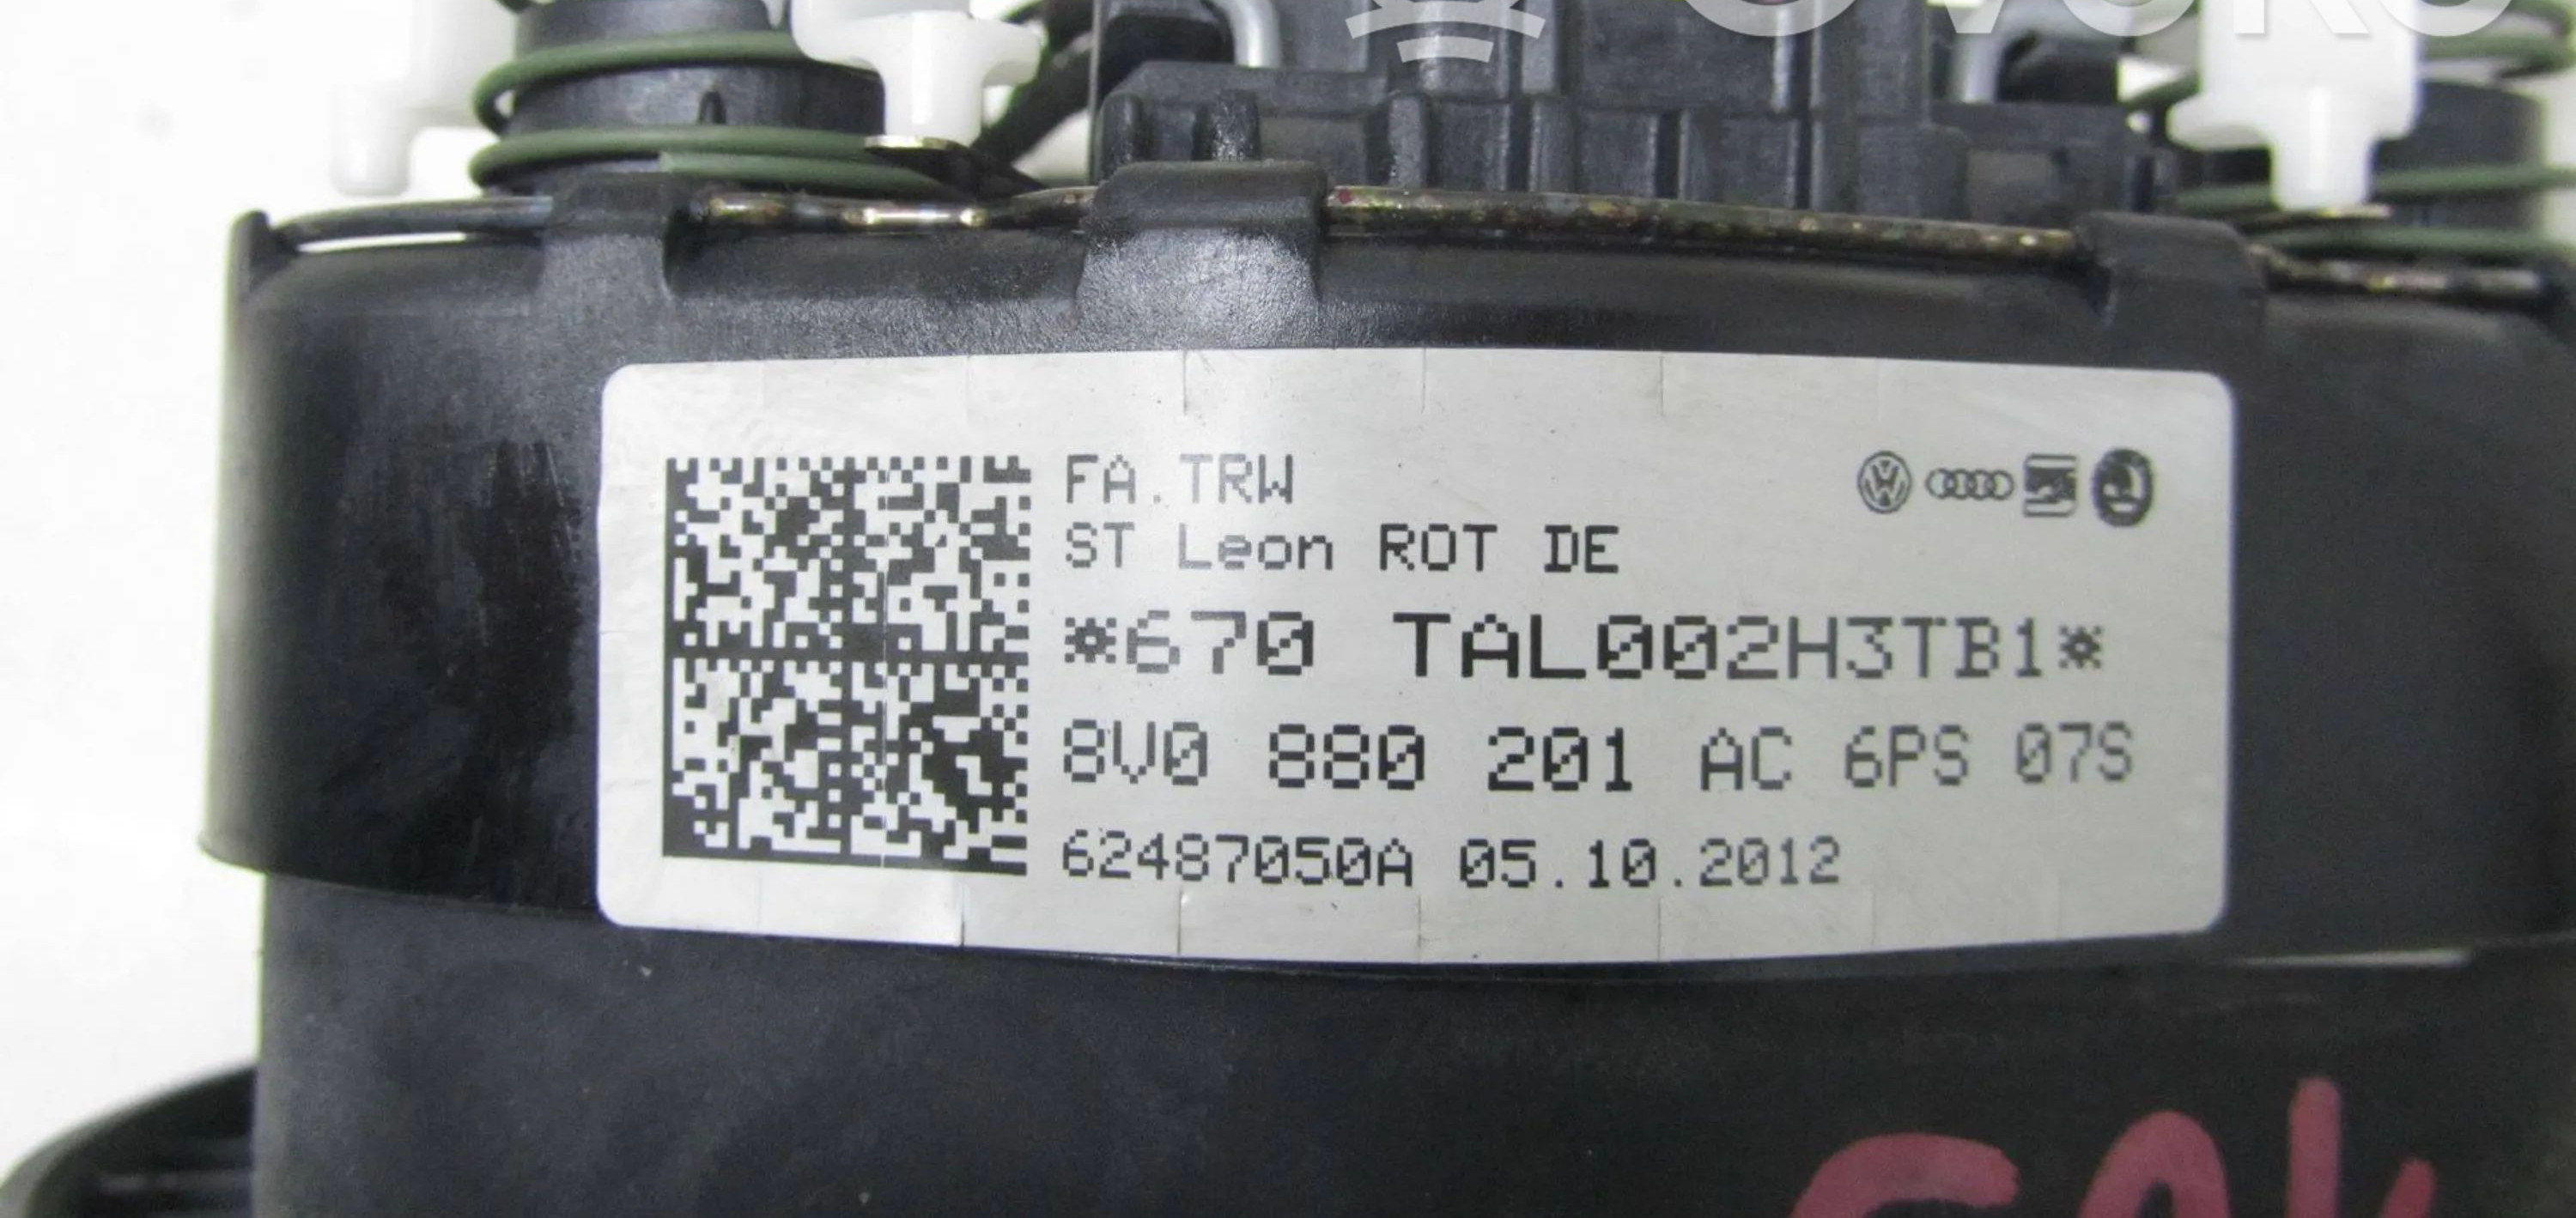 FA.TRW
ST Leon ROT DE
*670 TAL002H3TB1*
8V0 880 201 AC 6PS 07S
62487050A 05.10.2012